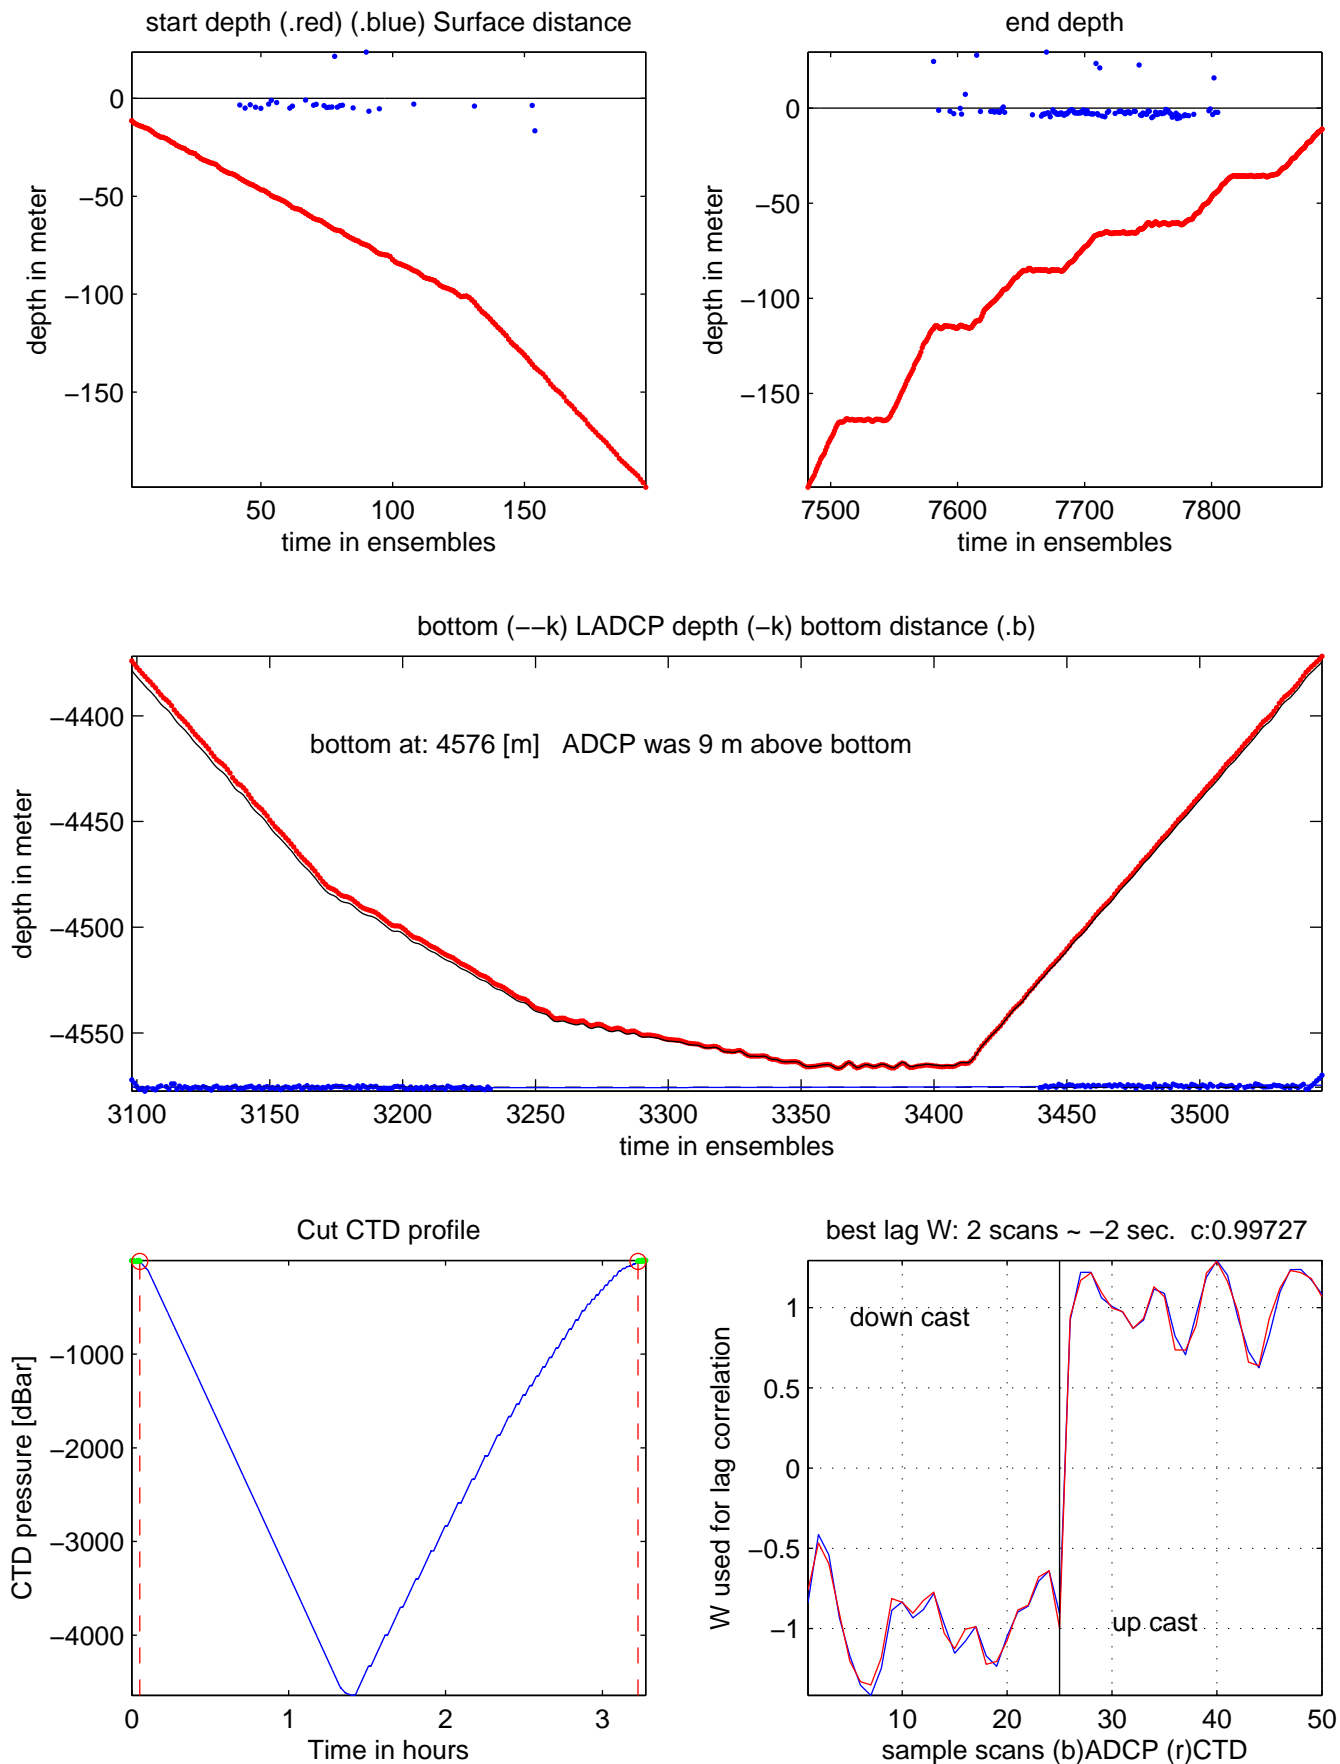 start depth (.red) (.blue) Surface distance
0
−50
−100
−150
depth in meter
50 100 150
time in ensembles
end depth
0
−50
−100
−150
depth in meter
7500 7600 7700 7800
time in ensembles
bottom (−−k) LADCP depth (−k) bottom distance (.b)
−4400
−4450
−4500
−4550
depth in meter
bottom at: 4576 [m] ADCP was 9 m above bottom
3100 3150 3200 3250 3300 3350 3400 3450 3500
time in ensembles
Cut CTD profile
−1000
−2000
−3000
−4000
CTD pressure [dBar]
0 1 2 3
Time in hours
best lag W: 2 scans ~ −2 sec. c:0.99727
1
0.5
0
−0.5
−1
W used for lag correlation
down cast
up cast
10 20 30 40 50
sample scans (b)ADCP (r)CTD